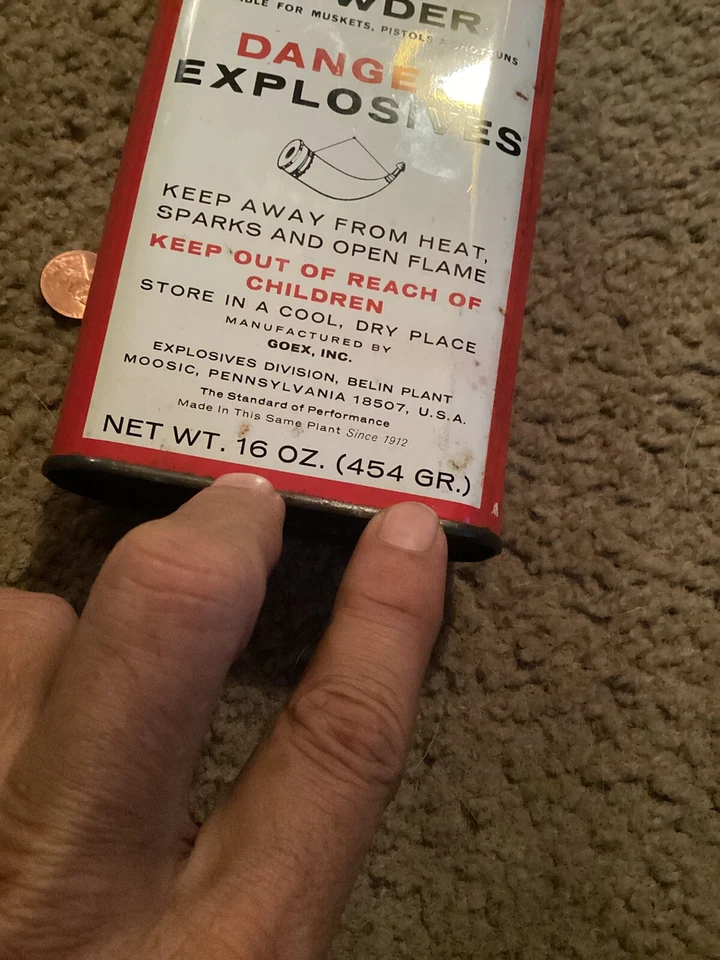 FOR MUSKETS, PISTOLS
DANGE
EXPLOSIVES
KEEP AWAY FROM HEAT,
SPARKS AND OPEN FLAME
KEEP OUT OF REACH OF
CHILDREN
STORE IN A COOL, DRY PLACE
MANUFACTURED BY
GOEX, INC.
EXPLOSIVES DIVISION, BELIN PLANT
MOOSIC, PENNSYLVANIA 18507, U.S.A.
The Standard of Performance
Made In This Same Plant Since 1912
NET WT. 16 OZ. (454 GR.)